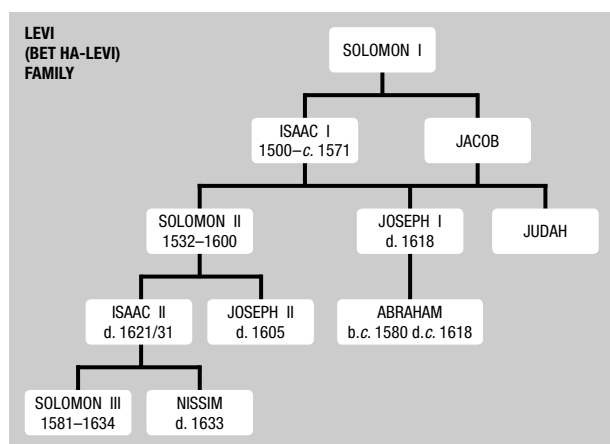 LEVI
(BET HA-LEVI)
FAMILY
SOLOMON I
ISAAC I
1500–c. 1571
JACOB
SOLOMON II
1532–1600
JOSEPH I
d. 1618
JUDAH
ISAAC II
d. 1621/31
JOSEPH II
d. 1605
ABRAHAM
b.c. 1580 d.c. 1618
SOLOMON III
1581–1634
NISSIM
d. 1633